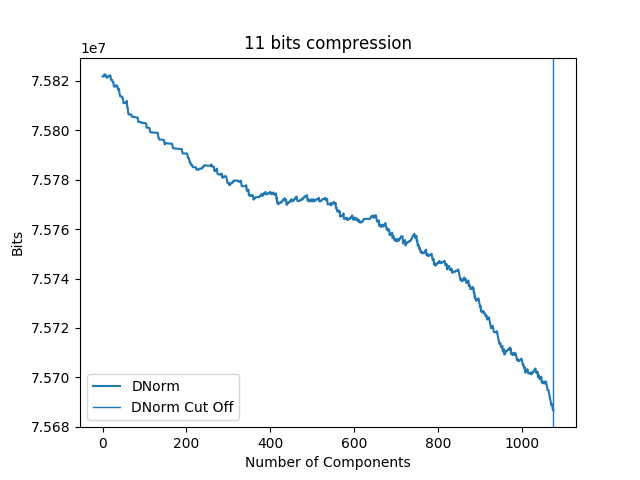 11 bits compression
1e7
7.582
7.580
7.578
7.576
7.574
7.572
7.570
7.568
Bits
DNorm
DNorm Cut Off
0 200 400 600 800 1000
Number of Components